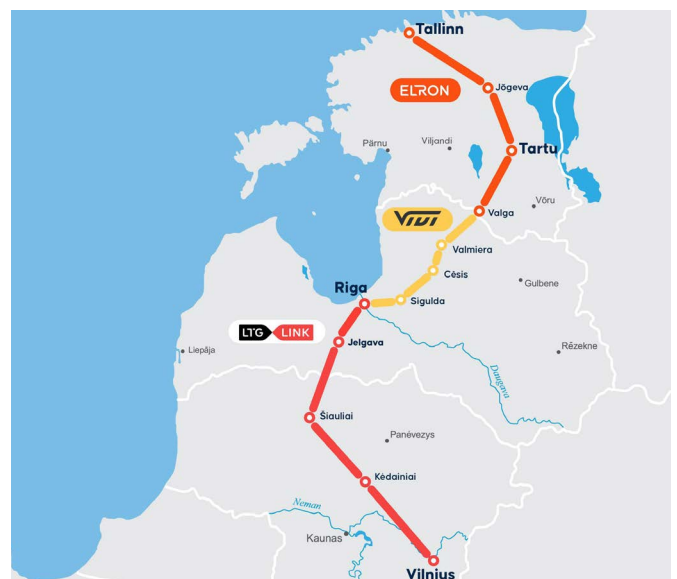 Tallinn
ELRON
Jõgeva
Pärnu
Viljandi
Tartu
Võru
Valga
VIVI
Valmiera
Cēsis
Gulbene
Riga
Sigulda
LTG LINK
Jelgava
Liepāja
Rēzekne
Daugava
Šiauliai
Panėvezys
Kėdainiai
Neman
Kaunas
Vilnius